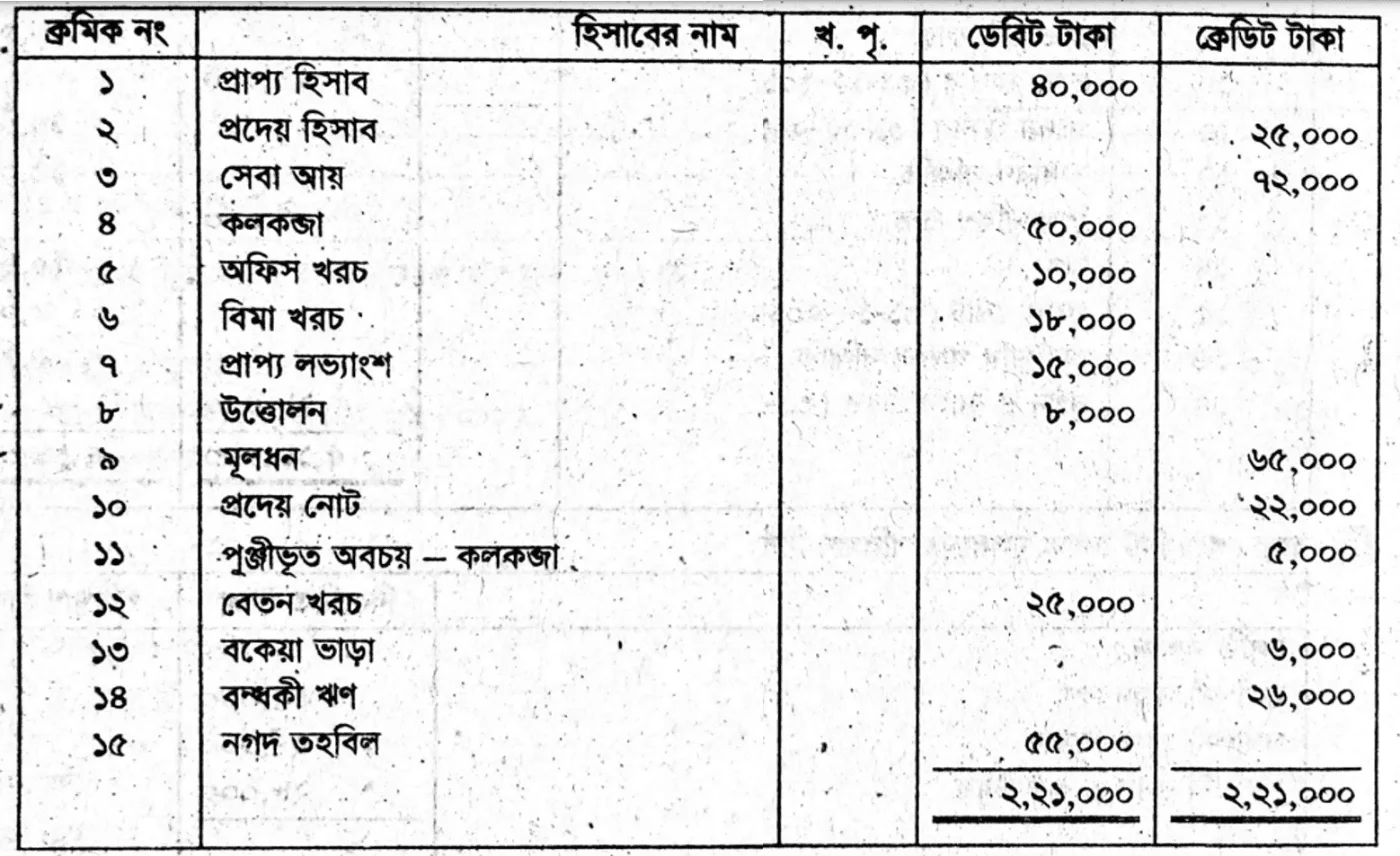 ক্রমিক নং হিসাবের নাম খ. পৃ. ডেবিট টাকা ক্রেডিট টাকা
১ প্রাপ্য হিসাব ৪০,০০০
২ প্রদেয় হিসাব ২৫,০০০
৩ সেবা আয় ৭২,০০০
৪ কলকব্জা ৫০,০০০
৫ অফিস খরচ ১০,০০০
৬ বিমা খরচ ১৮,০০০
৭ প্রাপ্য লভ্যাংশ ১৫,০০০
৮ উত্তোলন ৮,০০০
৯ মূলধন ৬৫,০০০
১০ প্রদেয় নোট ২২,০০০
১১ পুঞ্জীভূত অবচয় – কলকব্জা ৫,০০০
১২ বেতন খরচ ২৫,০০০
১৩ বকেয়া ভাড়া ৬,০০০
১৪ বন্ধকী ঋণ ২৬,০০০
১৫ নগদ তহবিল ৫৫,০০০
২,২১,০০০ ২,২১,০০০